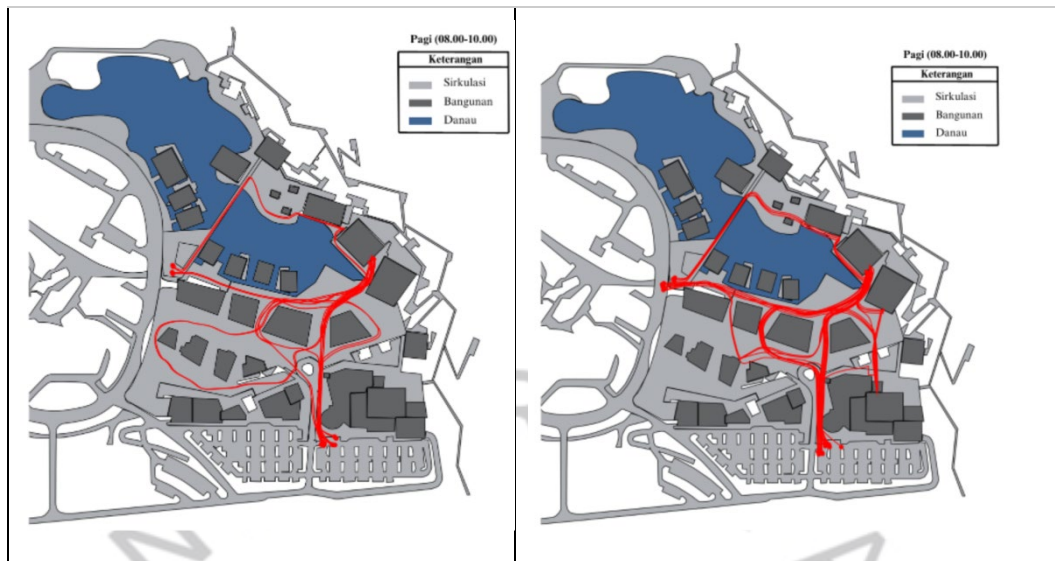 Pagi (08.00-10.00)
Keterangan
Sirkulasi
Bangunan
Danau
Pagi (08.00-10.00)
Keterangan
Sirkulasi
Bangunan
Danau